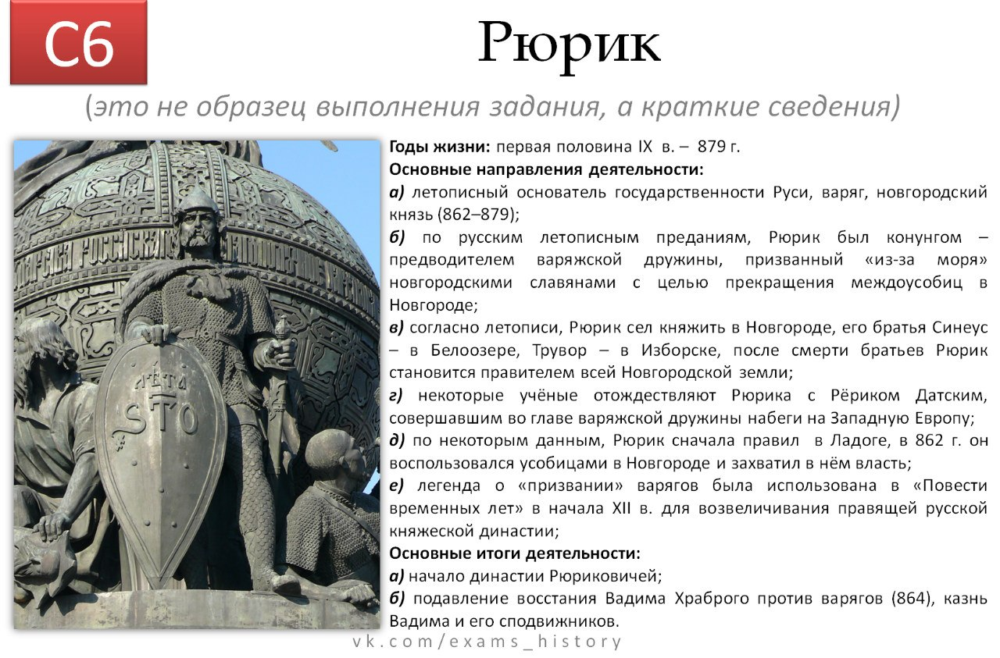 С6
Рюрик
(это не образец выполнения задания, а краткие сведения)
Годы жизни: первая половина IX в. – 879 г.
Основные направления деятельности:
а) летописный основатель государственности Руси, варяг, новгородский
князь (862–879);
б) по русским летописным преданиям, Рюрик был конунгом –
предводителем варяжской дружины, призванный «из-за моря»
новгородскими славянами с целью прекращения междоусобиц в
Новгороде;
в) согласно летописи, Рюрик сел княжить в Новгороде, его братья Синеус
– в Белоозере, Трувор – в Изборске, после смерти братьев Рюрик
становится правителем всей Новгородской земли;
г) некоторые учёные отождествляют Рюрика с Рёриком Датским,
совершавшим во главе варяжской дружины набеги на Западную Европу;
д) по некоторым данным, Рюрик сначала правил в Ладоге, в 862 г. он
воспользовался усобицами в Новгороде и захватил в нём власть;
е) легенда о «призвании» варягов была использована в «Повести
временных лет» в начала XII в. для возвеличивания правящей русской
княжеской династии;
Основные итоги деятельности:
а) начало династии Рюриковичей;
б) подавление восстания Вадима Храброго против варягов (864), казнь
Вадима и его сподвижников.
vk.com/exams_history
ЛѢТА
STO